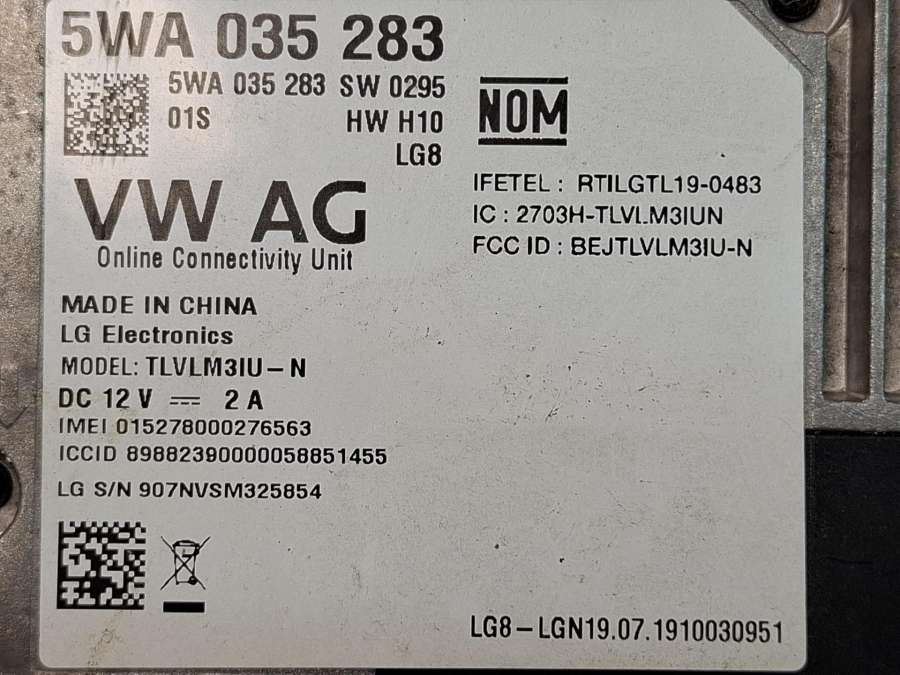 5WA 035 283
5WA 035 283 SW 0295
01S HW H10
LG8
NOM
VW AG
Online Connectivity Unit
IFETEL : RTILGTL19-0483
IC : 2703H-TLVLM3IUN
FCC ID : BEJTLVLM3IU-N
MADE IN CHINA
LG Electronics
MODEL: TLVLM3IU-N
DC 12 V ⎓ 2 A
IMEI 015278000276563
ICCID 89882390000058851455
LG S/N 907NVSM325854
LG8-LGN19.07.1910030951